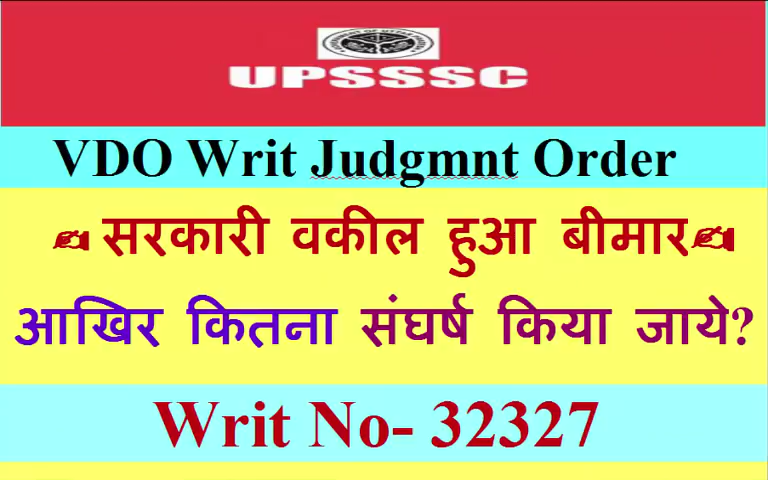 UPSSSC
VDO Writ Judgmnt Order
✍ सरकारी वकील हुआ बीमार✍
आखिर कितना संघर्ष किया जाये?
Writ No- 32327